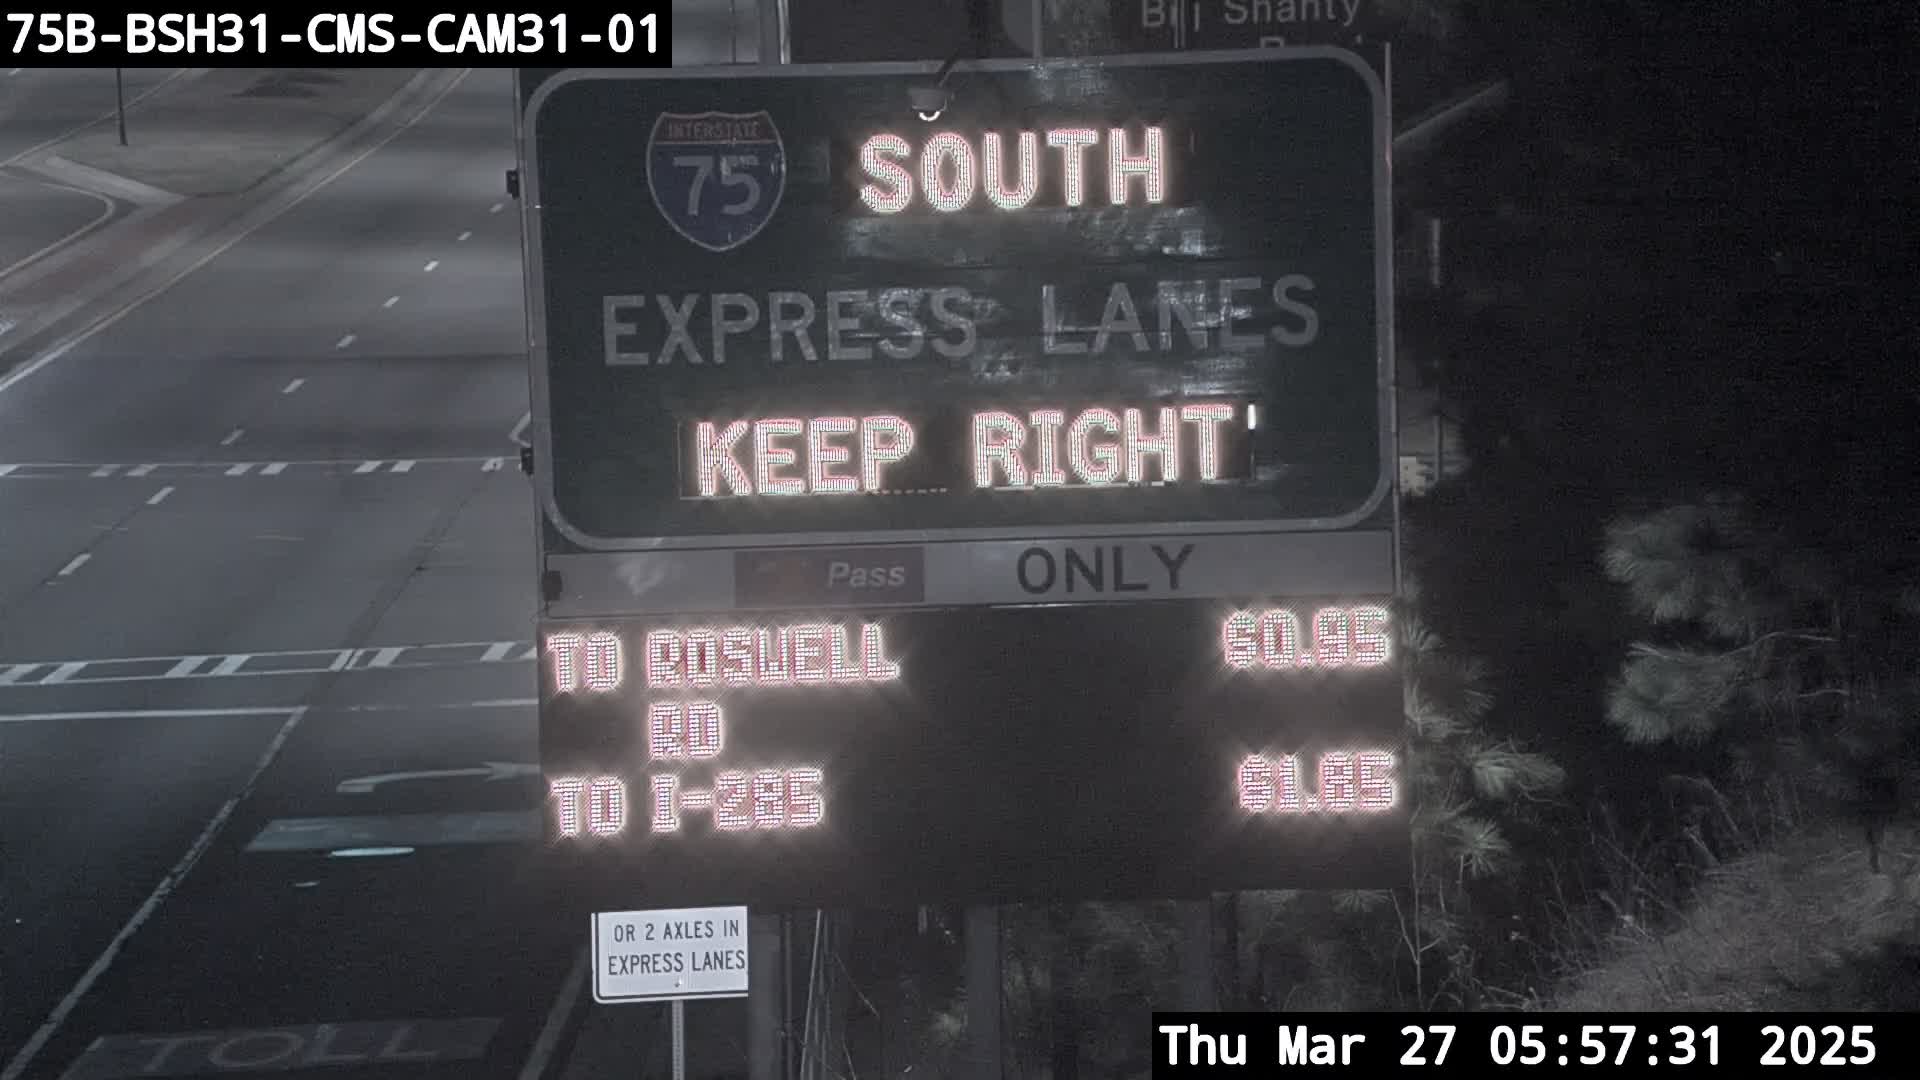 75B-BSH31-CMS-CAM31-01
Shanty
INTERSTATE
75
SOUTH
EXPRESS LANES
KEEP RIGHT
Pass ONLY
TO ROSWELL $0.95
RD
TO I-285 $1.85
OR 2 AXLES IN
EXPRESS LANES
TOLL
Thu Mar 27 05:57:31 2025